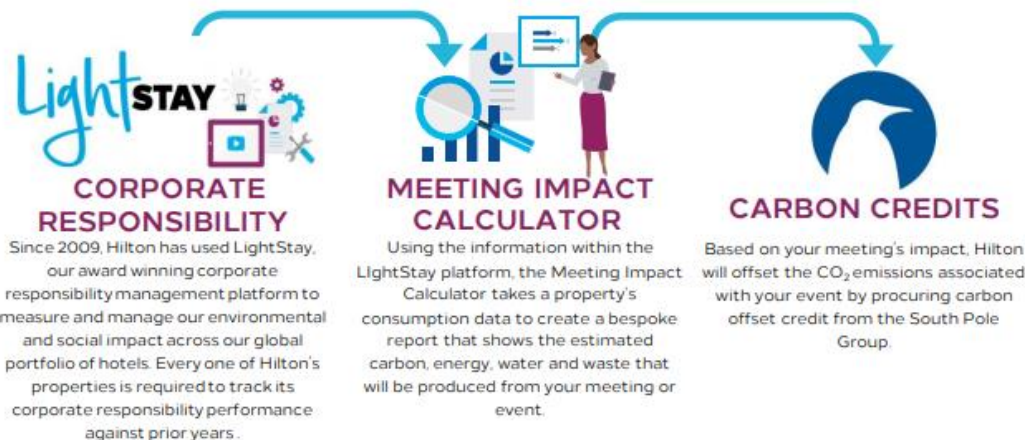 LightSTAY
CORPORATE
RESPONSIBILITY
Since 2009, Hilton has used LightStay,
our award winning corporate
responsibility management platform to
measure and manage our environmental
and social impact across our global
portfolio of hotels. Every one of Hilton's
properties is required to track its
corporate responsibility performance
against prior years.
MEETING IMPACT
CALCULATOR
Using the information within the
LIghtStay platform, the Meeting Impact
Calculator takes a property's
consumption data to create a bespoke
report that shows the estimated
carbon, energy, water and waste that
will be produced from your meeting or
event.
CARBON CREDITS
Based on your meeting's impact, Hilton
will offset the CO₂ emissions associated
with your event by procuring carbon
offset credit from the South Pole
Group.